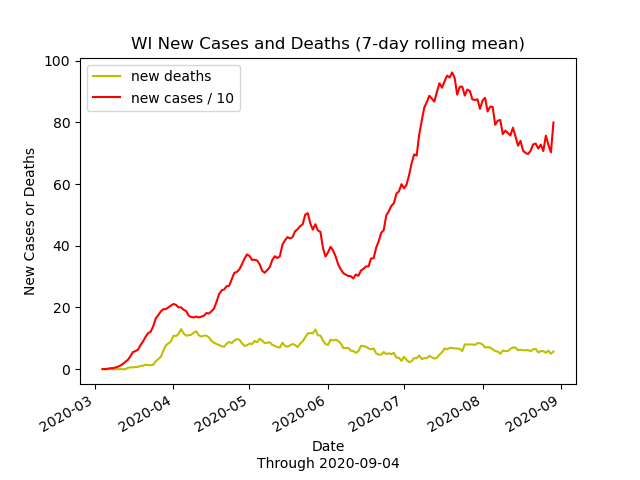 WI New Cases and Deaths (7-day rolling mean)
new deaths
new cases / 10
100
80
60
40
20
0
New Cases or Deaths
2020-03
2020-04
2020-05
2020-06
2020-07
2020-08
2020-09
Date
Through 2020-09-04